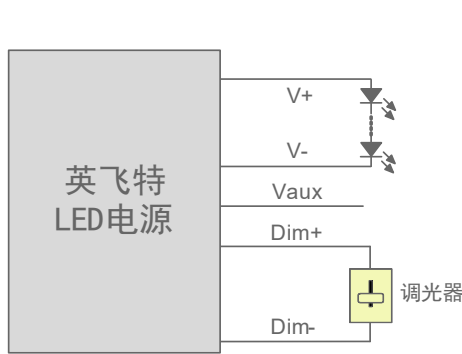 V+
V-
英飞特
LED电源
Vaux
Dim+
调光器
Dim-